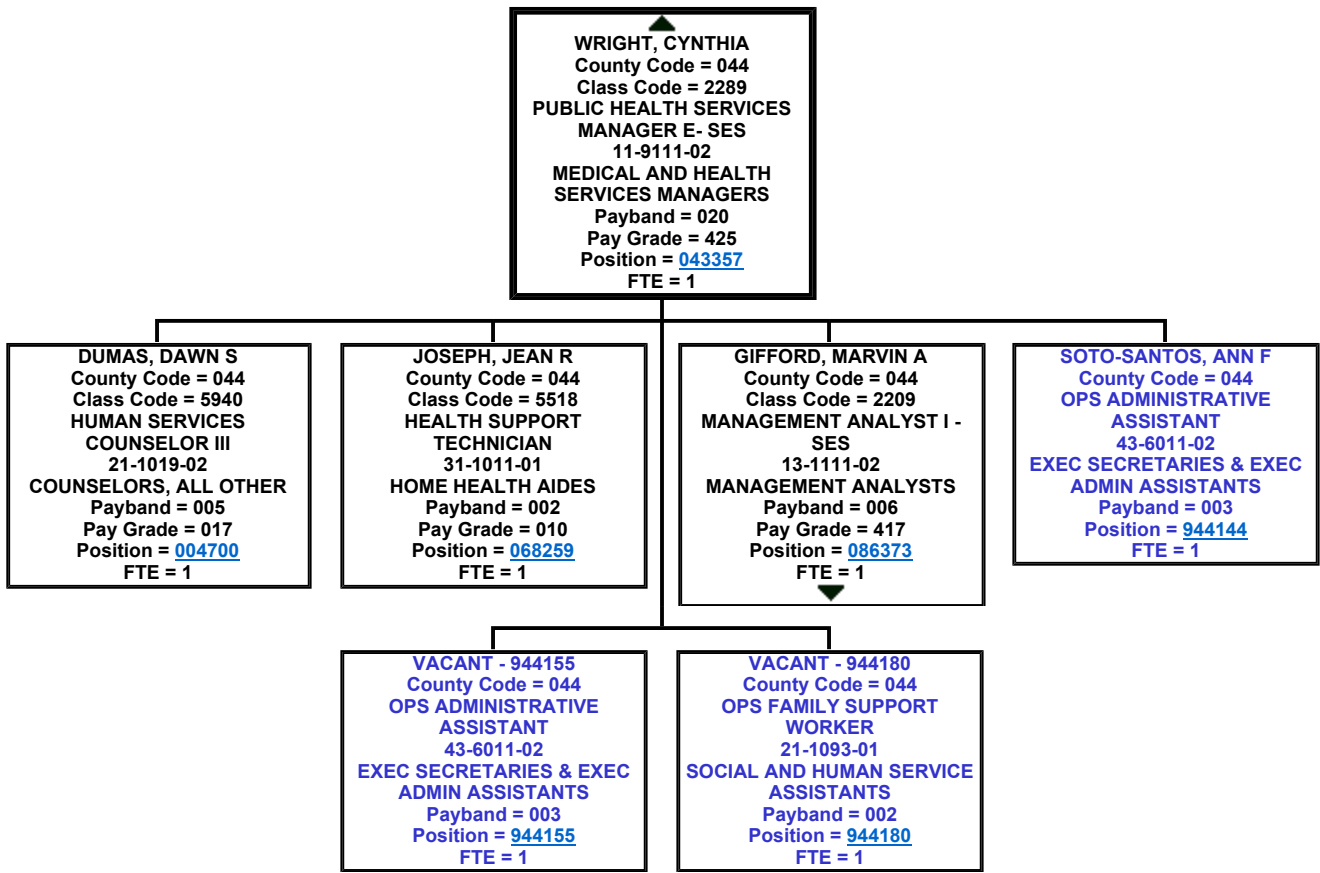 WRIGHT, CYNTHIA
County Code = 044
Class Code = 2289
PUBLIC HEALTH SERVICES
MANAGER E- SES
11-9111-02
MEDICAL AND HEALTH
SERVICES MANAGERS
Payband = 020
Pay Grade = 425
Position = 043357
FTE = 1
DUMAS, DAWN S
County Code = 044
Class Code = 5940
HUMAN SERVICES
COUNSELOR III
21-1019-02
COUNSELORS, ALL OTHER
Payband = 005
Pay Grade = 017
Position = 004700
FTE = 1
JOSEPH, JEAN R
County Code = 044
Class Code = 5518
HEALTH SUPPORT
TECHNICIAN
31-1011-01
HOME HEALTH AIDES
Payband = 002
Pay Grade = 010
Position = 068259
FTE = 1
GIFFORD, MARVIN A
County Code = 044
Class Code = 2209
MANAGEMENT ANALYST I -
SES
13-1111-02
MANAGEMENT ANALYSTS
Payband = 006
Pay Grade = 417
Position = 086373
FTE = 1
SOTO-SANTOS, ANN F
County Code = 044
OPS ADMINISTRATIVE
ASSISTANT
43-6011-02
EXEC SECRETARIES & EXEC
ADMIN ASSISTANTS
Payband = 003
Position = 944144
FTE = 1
VACANT - 944155
County Code = 044
OPS ADMINISTRATIVE
ASSISTANT
43-6011-02
EXEC SECRETARIES & EXEC
ADMIN ASSISTANTS
Payband = 003
Position = 944155
FTE = 1
VACANT - 944180
County Code = 044
OPS FAMILY SUPPORT
WORKER
21-1093-01
SOCIAL AND HUMAN SERVICE
ASSISTANTS
Payband = 002
Position = 944180
FTE = 1